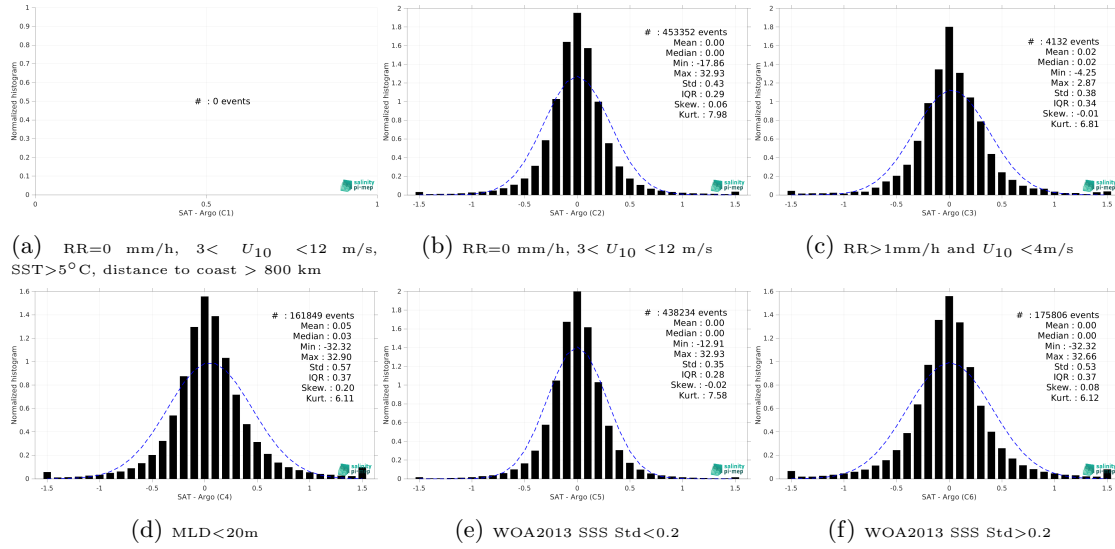 Normalized histogram
1
0.9
0.8
0.7
0.6
0.5
0.4
0.3
0.2
0.1
0
# : 0 events
0 0.5 1
SAT - Argo (C1)
salinity
pi-mep
(a) RR=0 mm/h, 3< U10 <12 m/s,
SST>5°C, distance to coast > 800 km
Normalized histogram
2
1.8
1.6
1.4
1.2
1
0.8
0.6
0.4
0.2
0
# : 453352 events
Mean : 0.00
Median : 0.00
Min : -17.86
Max : 32.93
Std : 0.43
IQR : 0.29
Skew. : 0.06
Kurt. : 7.98
-1.5 -1 -0.5 0 0.5 1 1.5
SAT - Argo (C2)
salinity
pi-mep
(b) RR=0 mm/h, 3< U10 <12 m/s
Normalized histogram
2
1.8
1.6
1.4
1.2
1
0.8
0.6
0.4
0.2
0
# : 4132 events
Mean : 0.02
Median : 0.02
Min : -4.25
Max : 2.87
Std : 0.38
IQR : 0.34
Skew. : -0.01
Kurt. : 6.81
-1.5 -1 -0.5 0 0.5 1 1.5
SAT - Argo (C3)
salinity
pi-mep
(c) RR>1mm/h and U10 <4m/s
Normalized histogram
1.6
1.4
1.2
1
0.8
0.6
0.4
0.2
0
# : 161849 events
Mean : 0.05
Median : 0.03
Min : -32.32
Max : 32.90
Std : 0.57
IQR : 0.37
Skew. : 0.20
Kurt. : 6.11
-1.5 -1 -0.5 0 0.5 1 1.5
SAT - Argo (C4)
salinity
pi-mep
(d) MLD<20m
Normalized histogram
2
1.8
1.6
1.4
1.2
1
0.8
0.6
0.4
0.2
0
# : 438234 events
Mean : 0.00
Median : 0.00
Min : -12.91
Max : 32.93
Std : 0.35
IQR : 0.28
Skew. : -0.02
Kurt. : 7.58
-1.5 -1 -0.5 0 0.5 1 1.5
SAT - Argo (C5)
salinity
pi-mep
(e) WOA2013 SSS Std<0.2
Normalized histogram
1.6
1.4
1.2
1
0.8
0.6
0.4
0.2
0
# : 175806 events
Mean : 0.00
Median : 0.00
Min : -32.32
Max : 32.66
Std : 0.53
IQR : 0.37
Skew. : 0.08
Kurt. : 6.12
-1.5 -1 -0.5 0 0.5 1 1.5
SAT - Argo (C6)
salinity
pi-mep
(f) WOA2013 SSS Std>0.2